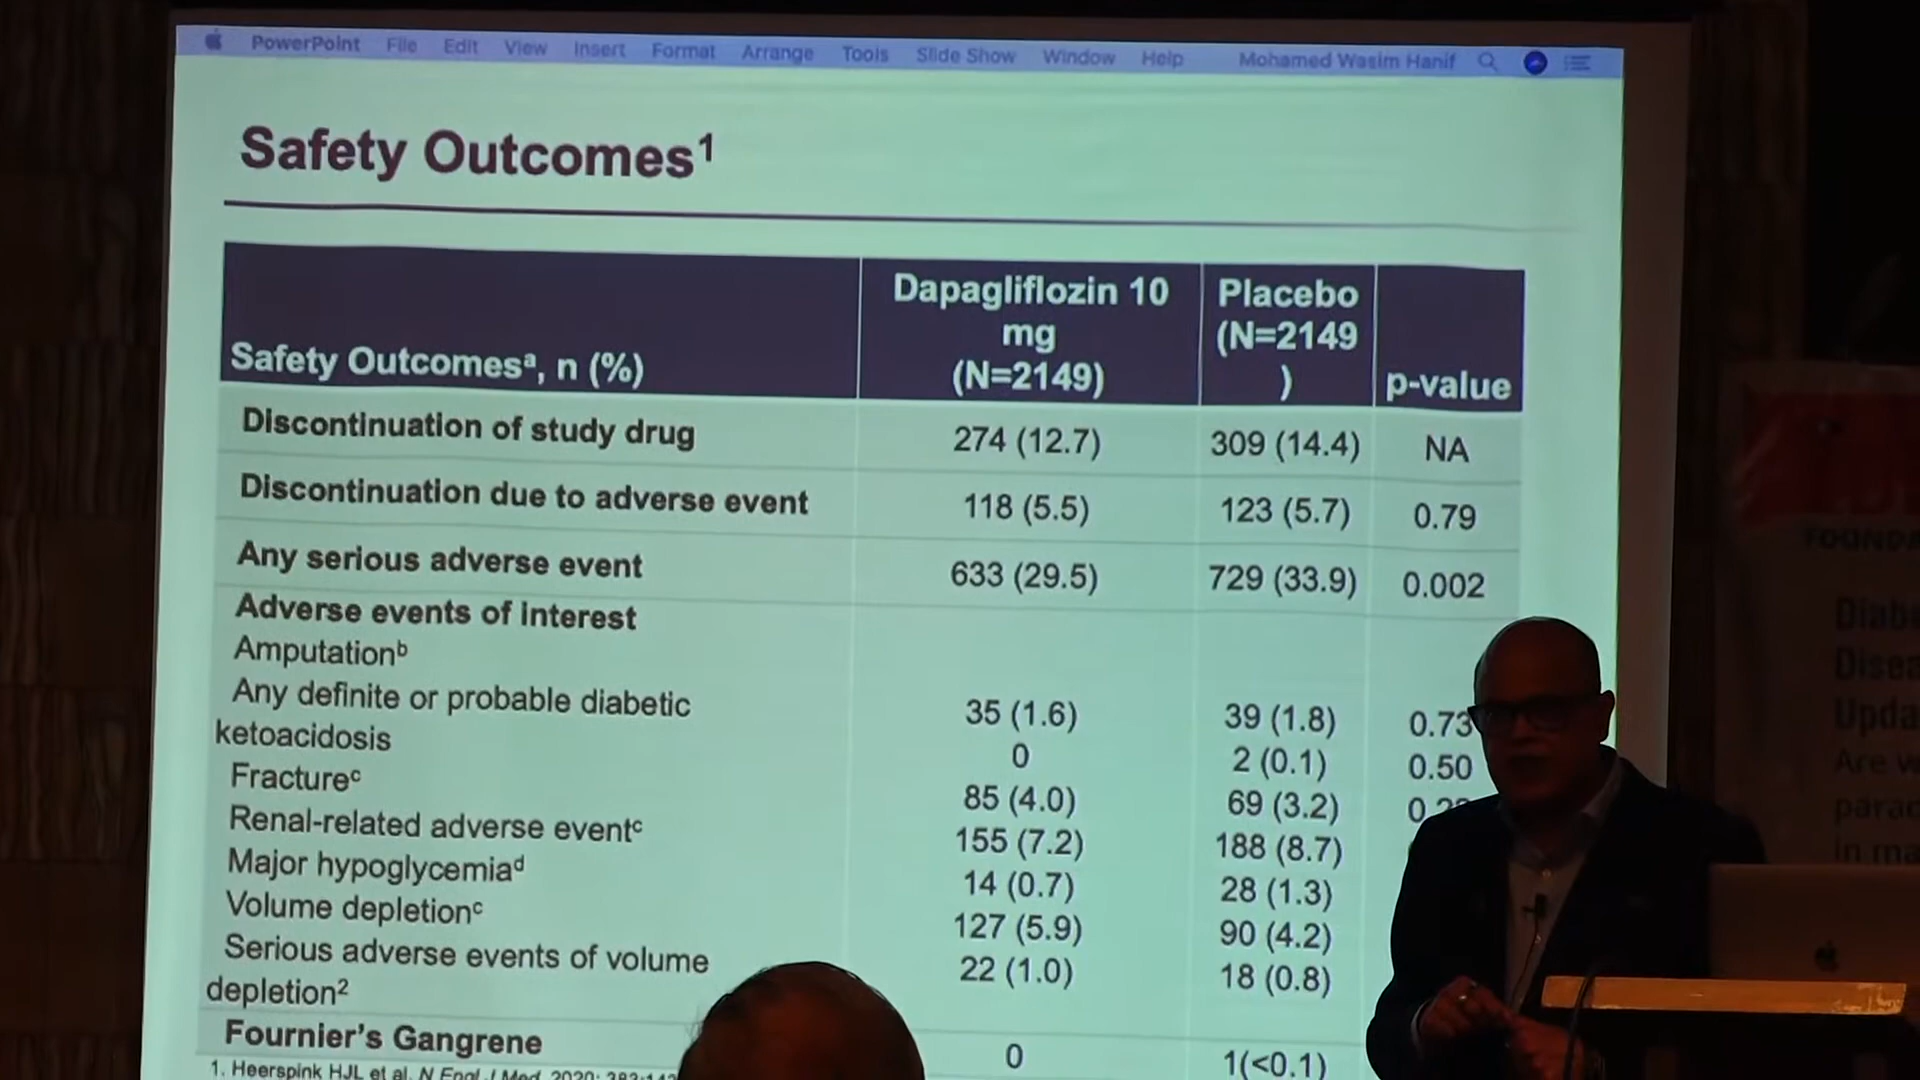 PowerPoint File Edit View Insert Format Arrange Tools Slide Show Window Help Mohamed Wasim Hanif
Safety Outcomes¹
Safety Outcomesᵃ, n (%) Dapagliflozin 10 mg (N=2149) Placebo (N=2149 ) p-value
Discontinuation of study drug 274 (12.7) 309 (14.4) NA
Discontinuation due to adverse event 118 (5.5) 123 (5.7) 0.79
Any serious adverse event 633 (29.5) 729 (33.9) 0.002
Adverse events of interest
Amputationᵇ
Any definite or probable diabetic 35 (1.6) 39 (1.8) 0.73
ketoacidosis 0 2 (0.1) 0.50
Fractureᶜ 85 (4.0) 69 (3.2)
Renal-related adverse eventᶜ 155 (7.2) 188 (8.7)
Major hypoglycemiaᵈ 14 (0.7) 28 (1.3)
Volume depletionᶜ 127 (5.9) 90 (4.2)
Serious adverse events of volume 22 (1.0) 18 (0.8)
depletion²
Fournier's Gangrene 0 1(<0.1)
1. Heerspink HJL et al. N Engl J Med. 2020;
Are
in